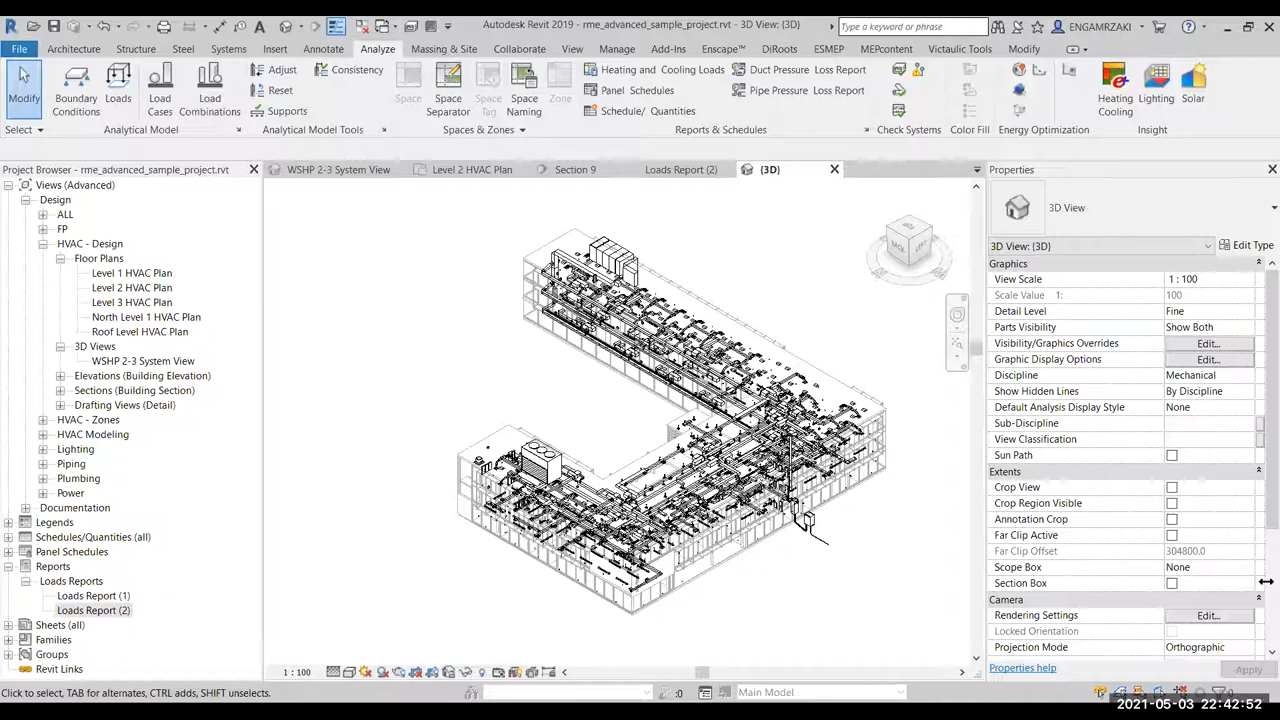 Autodesk Revit 2019 - rme_advanced_sample_project.rvt - 3D View: {3D}
Type a keyword or phrase
ENGAMRZAKI
File Architecture Structure Steel Systems Insert Annotate Analyze Massing & Site Collaborate View Manage Add-Ins Enscape™ DiRoots ESMEP MEPcontent Victaulic Tools Modify
Modify
Boundary Conditions
Loads
Load Cases
Load Combinations
Adjust
Reset
Supports
Consistency
Space
Space Separator
Space Tag
Space Naming
Zone
Heating and Cooling Loads
Panel Schedules
Schedule/ Quantities
Duct Pressure Loss Report
Pipe Pressure Loss Report
Heating Cooling
Lighting
Solar
Select Analytical Model Analytical Model Tools Spaces & Zones Reports & Schedules Check Systems Color Fill Energy Optimization Insight
Project Browser - rme_advanced_sample_project.rvt
Views (Advanced)
Design
ALL
FP
HVAC - Design
Floor Plans
Level 1 HVAC Plan
Level 2 HVAC Plan
Level 3 HVAC Plan
North Level 1 HVAC Plan
Roof Level HVAC Plan
3D Views
WSHP 2-3 System View
Elevations (Building Elevation)
Sections (Building Section)
Drafting Views (Detail)
HVAC - Zones
HVAC Modeling
Lighting
Piping
Plumbing
Power
Documentation
Legends
Schedules/Quantities (all)
Panel Schedules
Reports
Loads Reports
Loads Report (1)
Loads Report (2)
Sheets (all)
Families
Groups
Revit Links
WSHP 2-3 System View
Level 2 HVAC Plan
Section 9
Loads Report (2)
{3D}
BACK
LEFT
1 : 100
Properties
3D View
3D View: {3D}
Edit Type
Graphics
View Scale 1 : 100
Scale Value 1: 100
Detail Level Fine
Parts Visibility Show Both
Visibility/Graphics Overrides Edit...
Graphic Display Options Edit...
Discipline Mechanical
Show Hidden Lines By Discipline
Default Analysis Display Style None
Sub-Discipline
View Classification
Sun Path
Extents
Crop View
Crop Region Visible
Annotation Crop
Far Clip Active
Far Clip Offset 304800.0
Scope Box None
Section Box
Camera
Rendering Settings Edit...
Locked Orientation
Projection Mode Orthographic
Properties help
Apply
Click to select, TAB for alternates, CTRL adds, SHIFT unselects.
:0
Main Model
2021-05-03 22:42:52